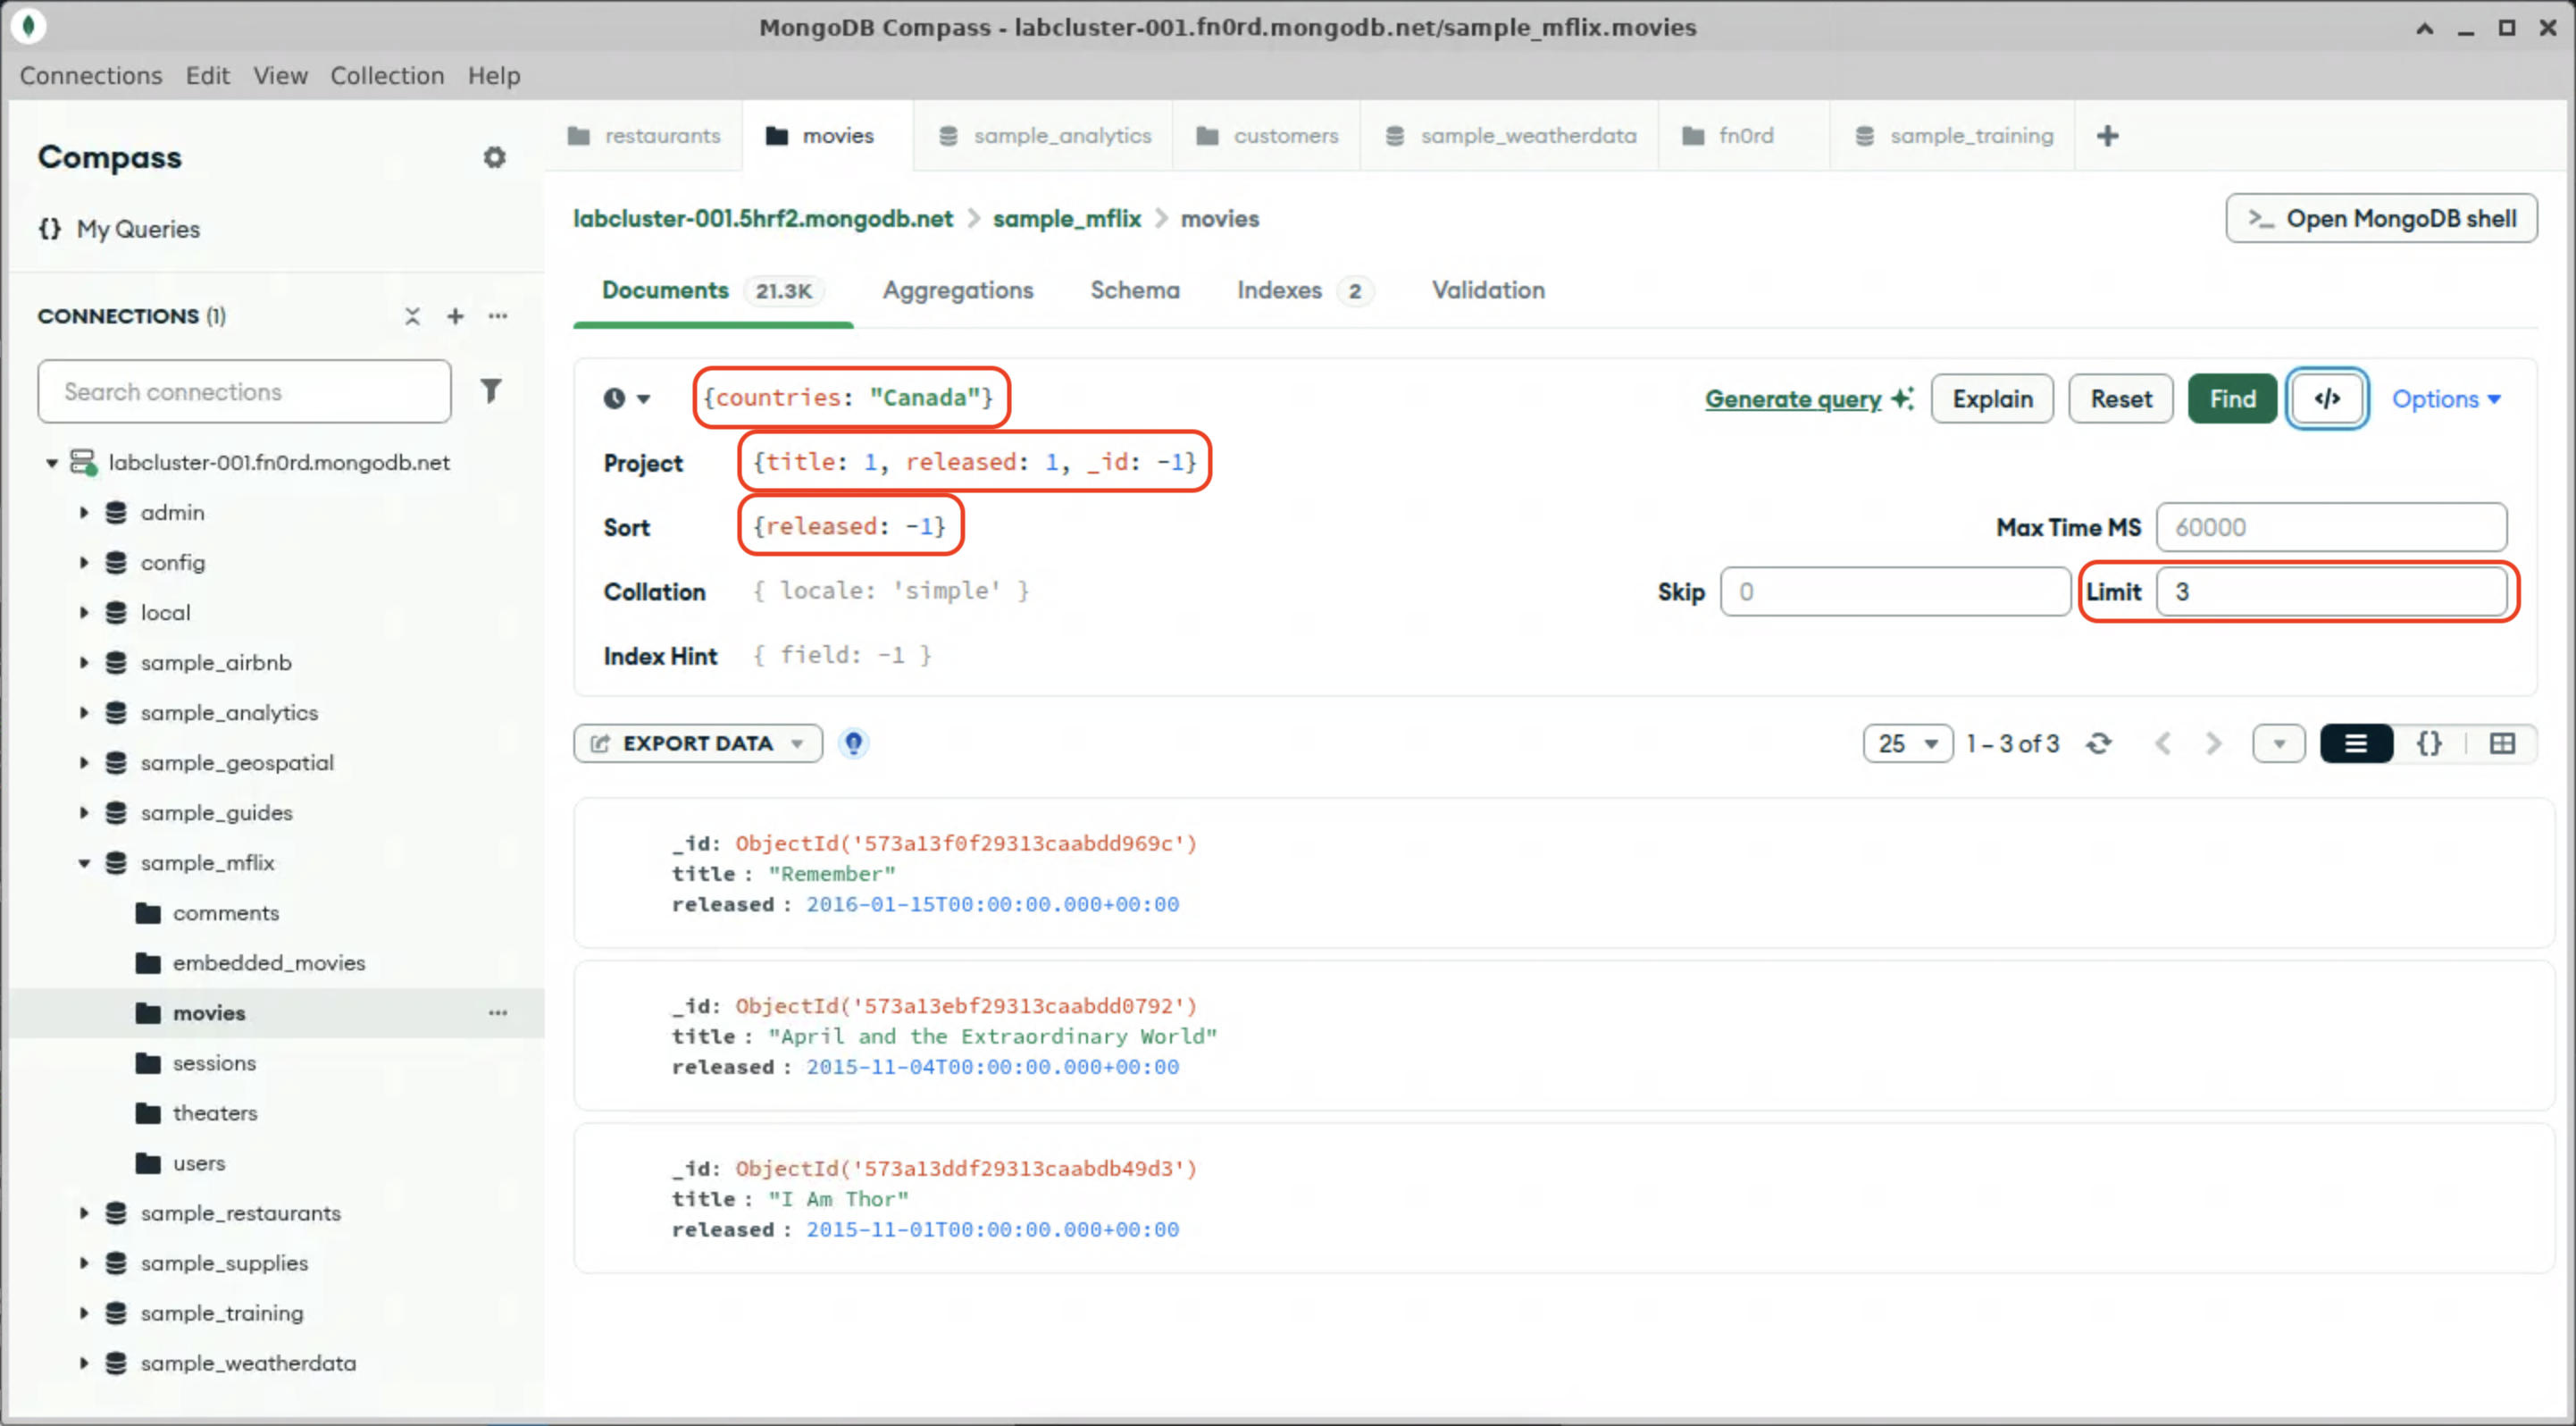 MongoDB Compass - labcluster-001.fn0rd.mongodb.net/sample_mflix.movies
Connections Edit View Collection Help
Compass
{} My Queries
CONNECTIONS (1)
Search connections
labcluster-001.fn0rd.mongodb.net
admin
config
local
sample_airbnb
sample_analytics
sample_geospatial
sample_guides
sample_mflix
comments
embedded_movies
movies
sessions
theaters
users
sample_restaurants
sample_supplies
sample_training
sample_weatherdata
restaurants movies sample_analytics customers sample_weatherdata fn0rd sample_training +
labcluster-001.5hrf2.mongodb.net > sample_mflix > movies
>_ Open MongoDB shell
Documents 21.3K Aggregations Schema Indexes 2 Validation
{countries: "Canada"} Generate query Explain Reset Find </> Options
Project {title: 1, released: 1, _id: -1}
Sort {released: -1} Max Time MS 60000
Collation { locale: 'simple' } Skip 0 Limit 3
Index Hint { field: -1 }
EXPORT DATA 25 1 – 3 of 3 {}
_id: ObjectId('573a13f0f29313caabdd969c')
title : "Remember"
released : 2016-01-15T00:00:00.000+00:00
_id: ObjectId('573a13ebf29313caabdd0792')
title : "April and the Extraordinary World"
released : 2015-11-04T00:00:00.000+00:00
_id: ObjectId('573a13ddf29313caabdb49d3')
title : "I Am Thor"
released : 2015-11-01T00:00:00.000+00:00